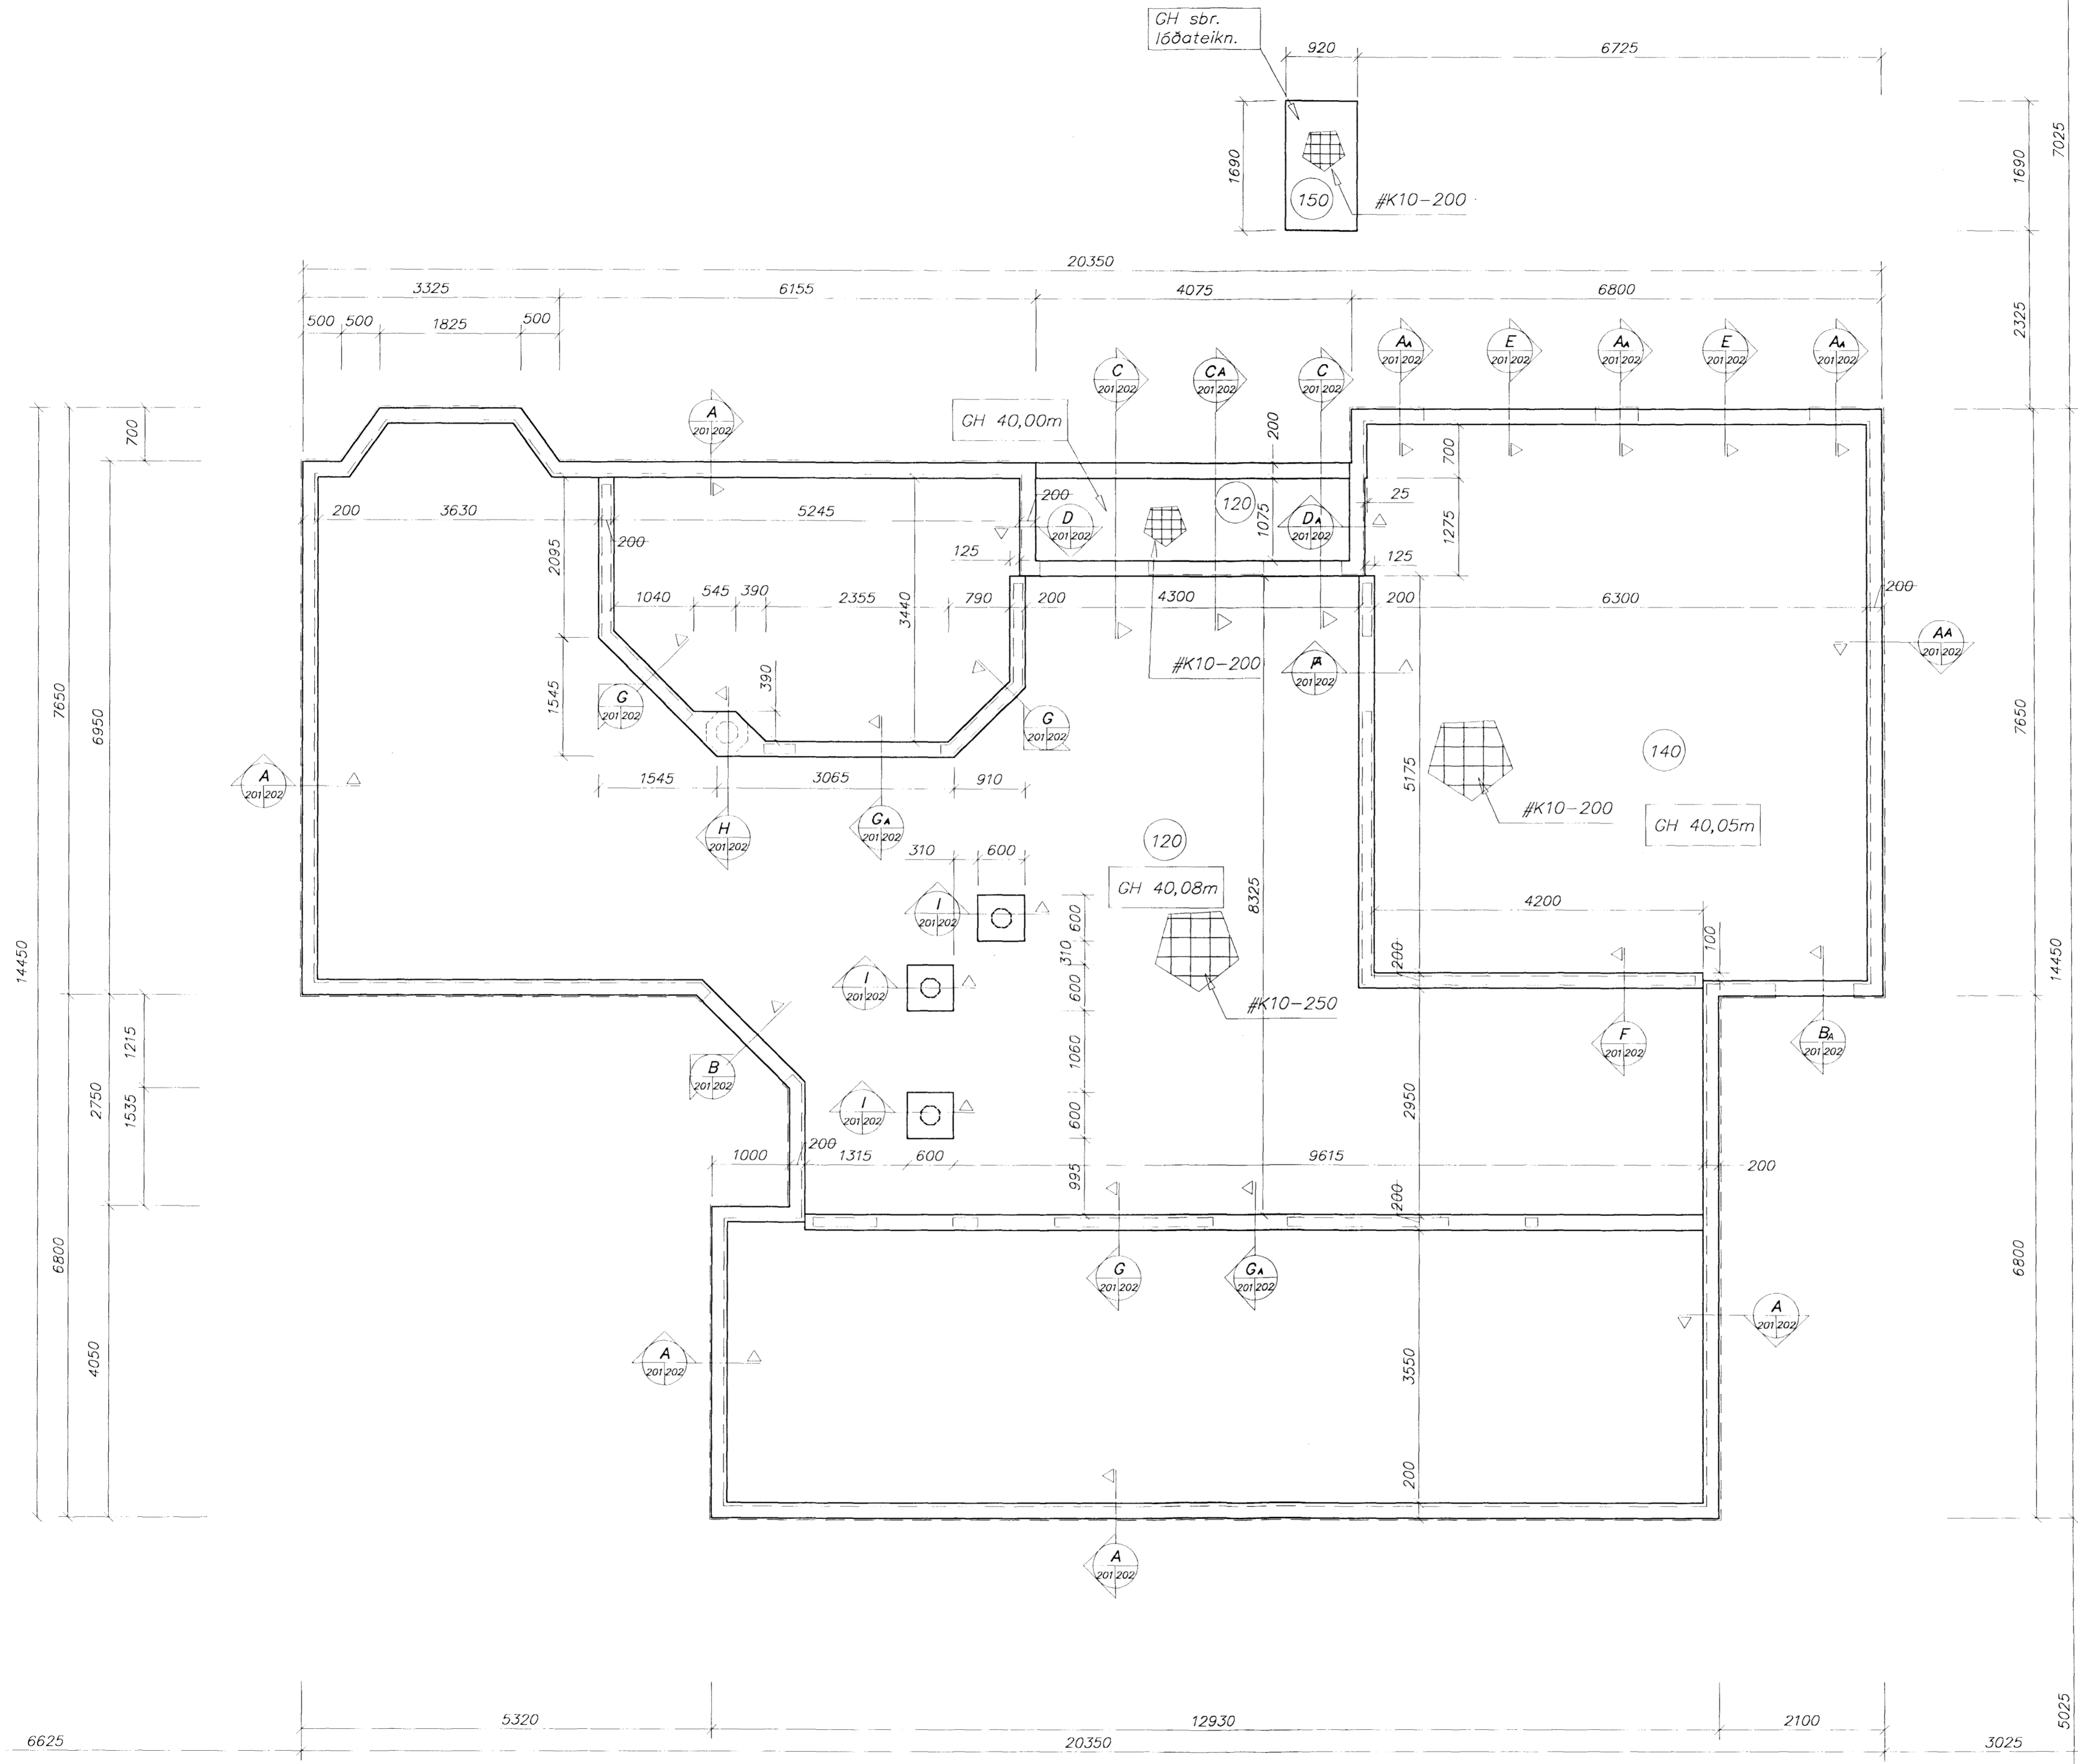 GH sbr.
lóðateikn.
920
6725
1690
1690
7025
150
#K10-200
20350
2325
3325
6155
4075
6800
500 500 1825 500
A^ 201 202
E 201 202
A^ 201 202
E 201 202
A^ 201 202
C 201 202
CA 201 202
C 201 202
A 201 202
GH 40,00m
200
700
700
200 3630
5245
200
120
25
D 201 202
DA 201 202
1075
1275
200
2095
125
125
1040 545 390 2355 790 200 4300 200 6300 200
3440
AA 201 202
#K10-200
A 201 202
390
1545
7650
6950
G 201 202
G 201 202
7650
140
5175
A 201 202
1545 3065 910
#K10-200
H 201 202
GA 201 202
GH 40,05m
120
310 600
GH 40,08m
8325
4200
I 201 202
600
310
200
100
14450
14450
I 201 202
600
#K10-250
1215
1060
F 201 202
BA 201 202
B 201 202
2750
1535
2950
I 201 202
600
200
1000 1315 600 9615 200
995
200
6800
6800
G 201 202
GA 201 202
A 201 202
4050
A 201 202
3550
200
A 201 202
5025
5320 12930 2100
6625 20350 3025